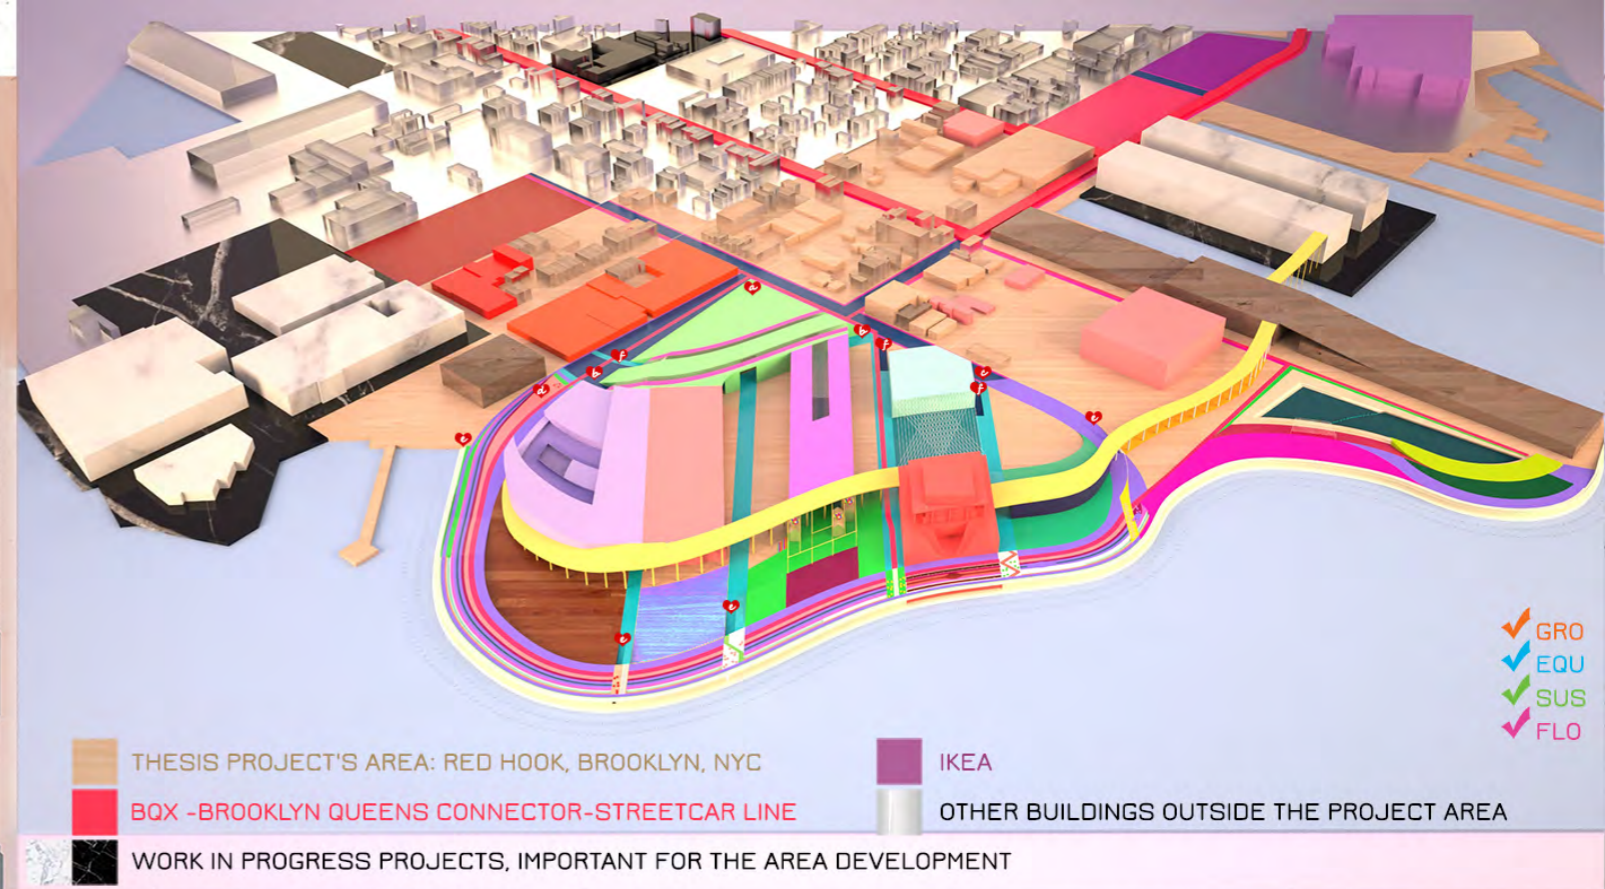 GRO
EQU
SUS
FLO
THESIS PROJECT'S AREA: RED HOOK, BROOKLYN, NYC
IKEA
BQX -BROOKLYN QUEENS CONNECTOR-STREETCAR LINE
OTHER BUILDINGS OUTSIDE THE PROJECT AREA
WORK IN PROGRESS PROJECTS, IMPORTANT FOR THE AREA DEVELOPMENT